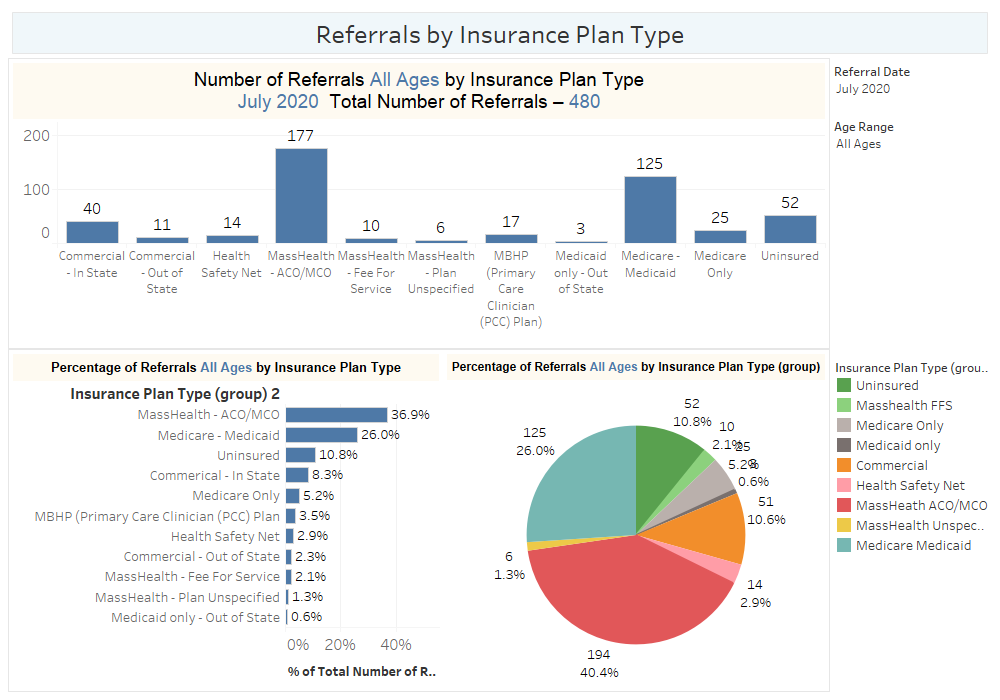 Referrals by Insurance Plan Type
Number of Referrals All Ages by Insurance Plan Type
July 2020 Total Number of Referrals – 480
Referral Date
July 2020
Age Range
All Ages
200
100
0
40
11
14
177
10
6
17
3
125
25
52
Commercial
- In State
Commercial
- Out of
State
Health
Safety Net
MassHealth
- ACO/MCO
MassHealth
- Fee For
Service
MassHealth
- Plan
Unspecified
MBHP
(Primary
Care
Clinician
(PCC) Plan)
Medicaid
only - Out
of State
Medicare -
Medicaid
Medicare
Only
Uninsured
Percentage of Referrals All Ages by Insurance Plan Type
Insurance Plan Type (group) 2
MassHealth - ACO/MCO 36.9%
Medicare - Medicaid 26.0%
Uninsured 10.8%
Commerical - In State 8.3%
Medicare Only 5.2%
MBHP (Primary Care Clinician (PCC) Plan 3.5%
Health Safety Net 2.9%
Commercial - Out of State 2.3%
MassHealth - Fee For Service 2.1%
MassHealth - Plan Unspecified 1.3%
Medicaid only - Out of State 0.6%
0% 20% 40%
% of Total Number of R..
Percentage of Referrals All Ages by Insurance Plan Type (group)
52
10.8%
10
2.1%
25
5.2%
3
0.6%
51
10.6%
14
2.9%
194
40.4%
6
1.3%
125
26.0%
Insurance Plan Type (grou..
Uninsured
Masshealth FFS
Medicare Only
Medicaid only
Commercial
Health Safety Net
MassHeath ACO/MCO
MassHealth Unspec..
Medicare Medicaid